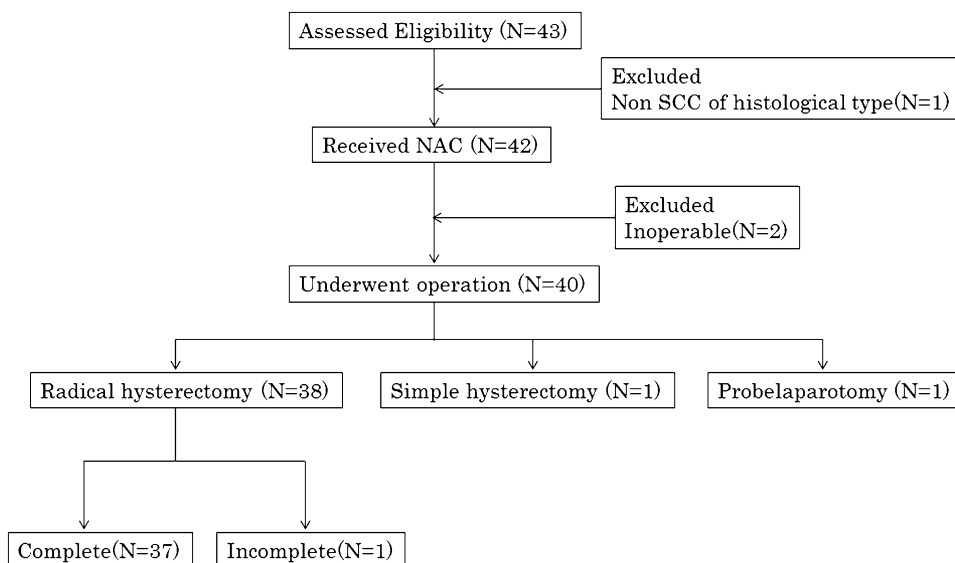 Assessed Eligibility (N=43)
Excluded
Non SCC of histological type(N=1)
Received NAC (N=42)
Excluded
Inoperable(N=2)
Underwent operation (N=40)
Radical hysterectomy (N=38)
Simple hysterectomy (N=1)
Probelaparotomy (N=1)
Complete(N=37)
Incomplete(N=1)